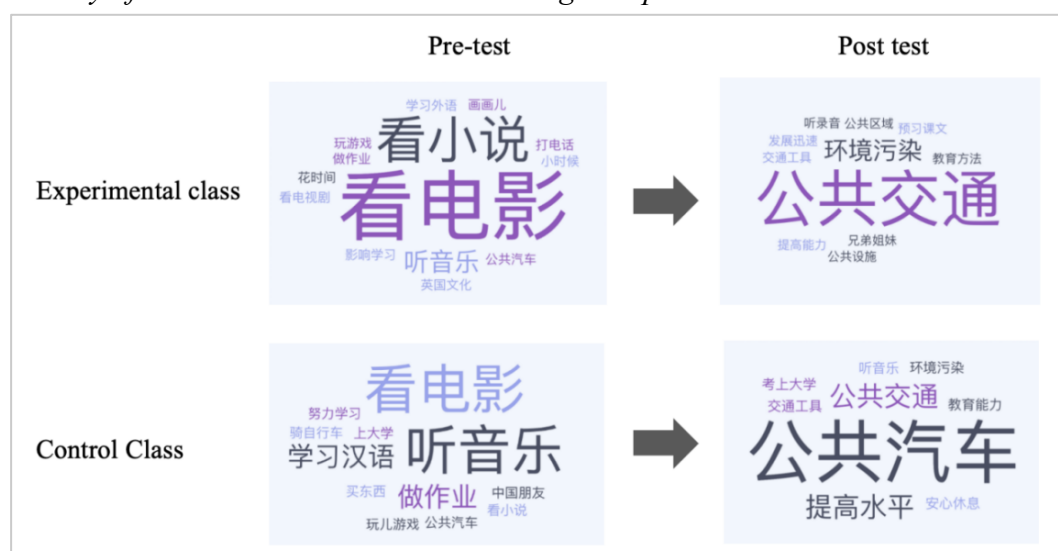 Pre-test
Post test
Experimental class
学习外语 画画儿
玩游戏 看小说 打电话
做作业 小时候
花时间
看电视剧 看电影
影响学习 听音乐 公共汽车
英国文化
听录音 公共区域 预习课文
发展迅速 环境污染 教育方法
交通工具
公共交通
提高能力 兄弟姐妹
公共设施
Control Class
看电影
努力学习
骑自行车 上大学
学习汉语 听音乐
买东西 做作业 中国朋友
看小说
玩儿游戏 公共汽车
听音乐 环境污染
考上大学 公共交通 教育能力
交通工具
公共汽车
提高水平 安心休息